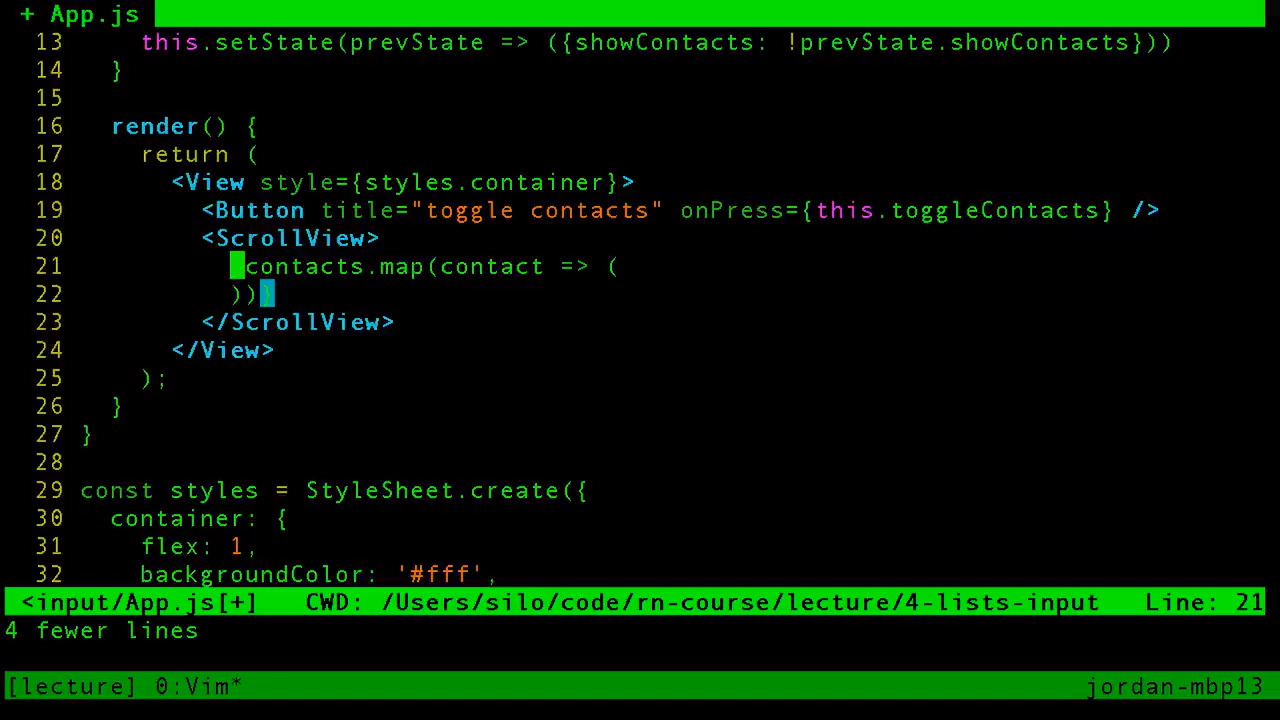 + App.js
13     this.setState(prevState => ({showContacts: !prevState.showContacts}))
14   }
15
16   render() {
17     return (
18       <View style={styles.container}>
19         <Button title="toggle contacts" onPress={this.toggleContacts} />
20         <ScrollView>
21           {contacts.map(contact => (
22           ))}
23         </ScrollView>
24       </View>
25     );
26   }
27 }
28
29 const styles = StyleSheet.create({
30   container: {
31     flex: 1,
32     backgroundColor: '#fff',
<input/App.js[+]   CWD: /Users/silo/code/rn-course/lecture/4-lists-input   Line: 21
4 fewer lines
[lecture] 0:Vim*   jordan-mbp13